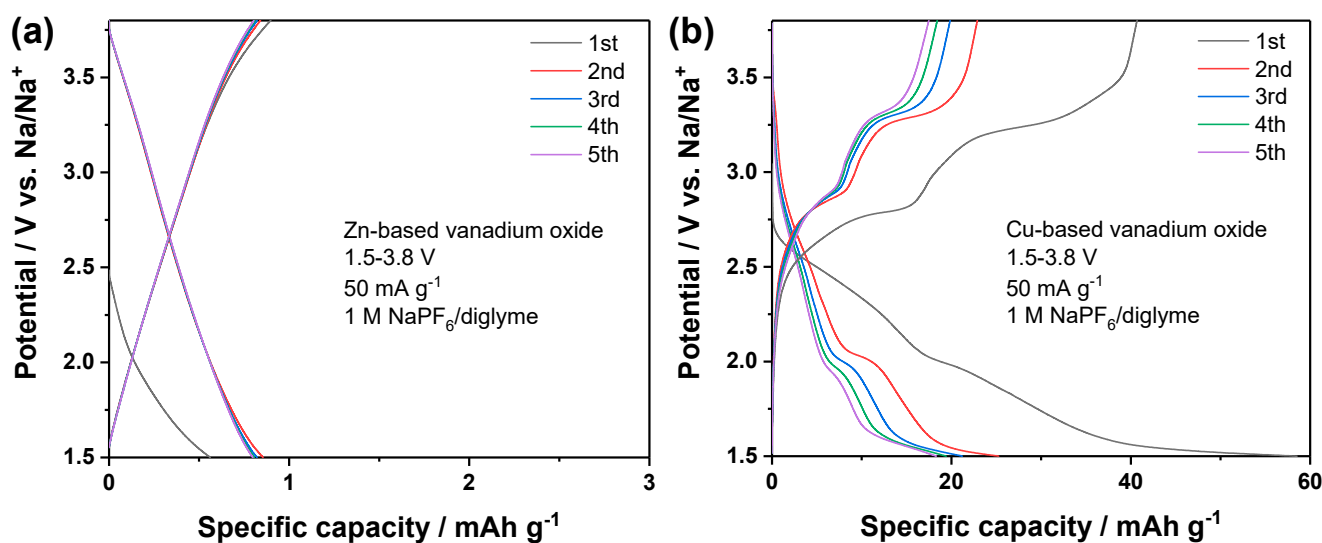 (a)
Potential / V vs. Na/Na⁺
3.5
3.0
2.5
2.0
1.5
1st
2nd
3rd
4th
5th
Zn-based vanadium oxide
1.5-3.8 V
50 mA g⁻¹
1 M NaPF₆/diglyme
0 1 2 3
Specific capacity / mAh g⁻¹
(b)
Potential / V vs. Na/Na⁺
3.5
3.0
2.5
2.0
1.5
1st
2nd
3rd
4th
5th
Cu-based vanadium oxide
1.5-3.8 V
50 mA g⁻¹
1 M NaPF₆/diglyme
0 20 40 60
Specific capacity / mAh g⁻¹